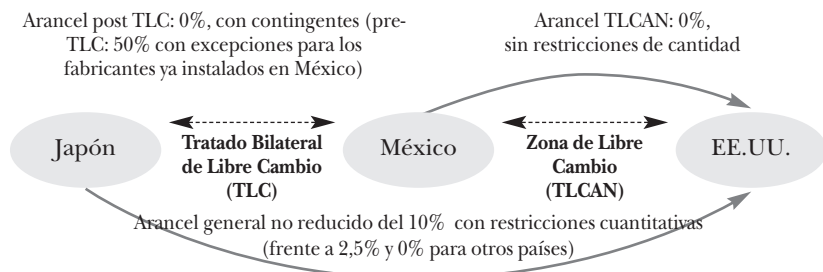 Arancel post TLC: 0%, con contingentes (pre-
TLC: 50% con excepciones para los
fabricantes ya instalados en México)
Arancel TLCAN: 0%,
sin restricciones de cantidad
Japón
Tratado Bilateral
de Libre Cambio
(TLC)
México
Zona de Libre
Cambio
(TLCAN)
EE.UU.
Arancel general no reducido del 10% con restricciones cuantitativas
(frente a 2,5% y 0% para otros países)